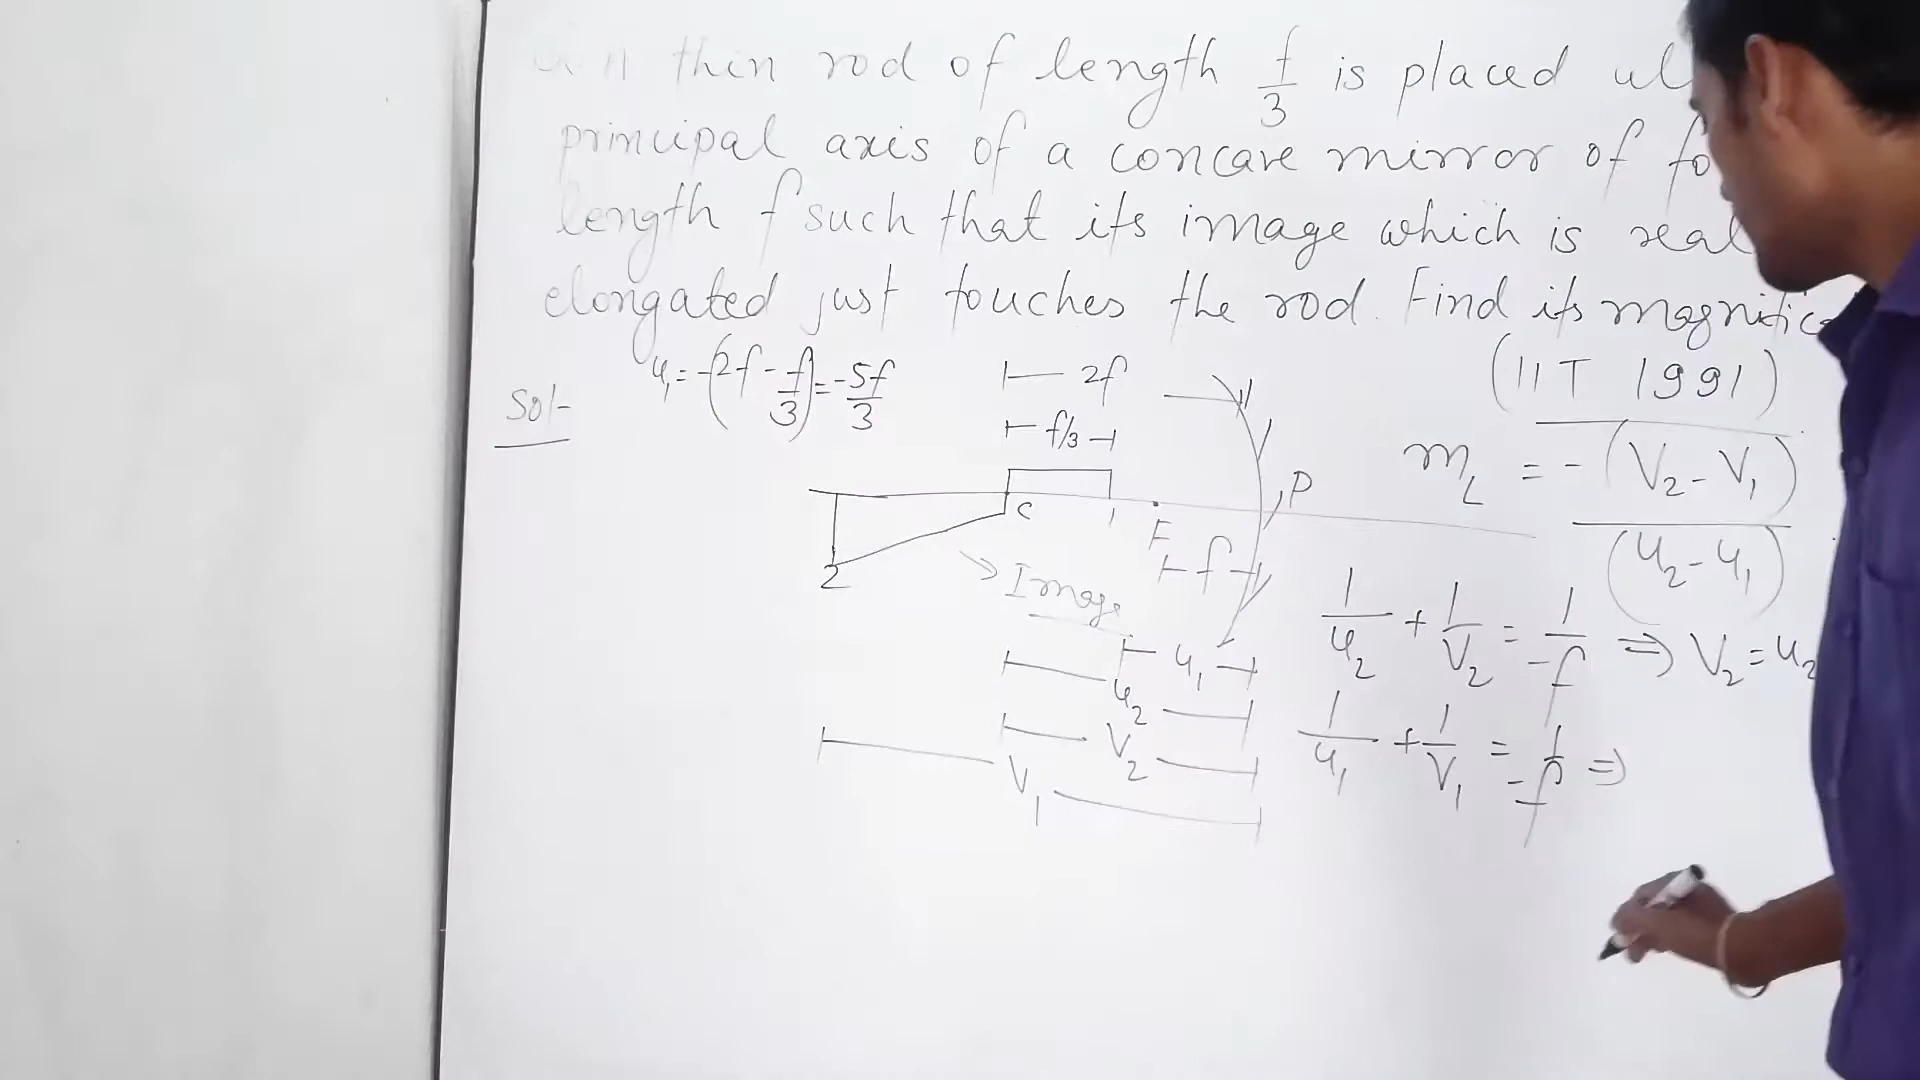 thin rod of length f/3 is placed
principal axis of a concave mirror of fo
length f such that its image which is real
elongated just touches the rod. Find its magnific
(IIT 1991)
Sol-
u₁ = -(2f - f/3) = -5f/3
2f
f/3
P
C
1
F
f
2
Image
u₁
u₂
V₂
V₁
m_L = -(V₂-V₁)/(u₂-u₁)
1/u₂ + 1/V₂ = 1/-f ⇒ V₂ = u₂
1/u₁ + 1/V₁ = 1/-f ⇒